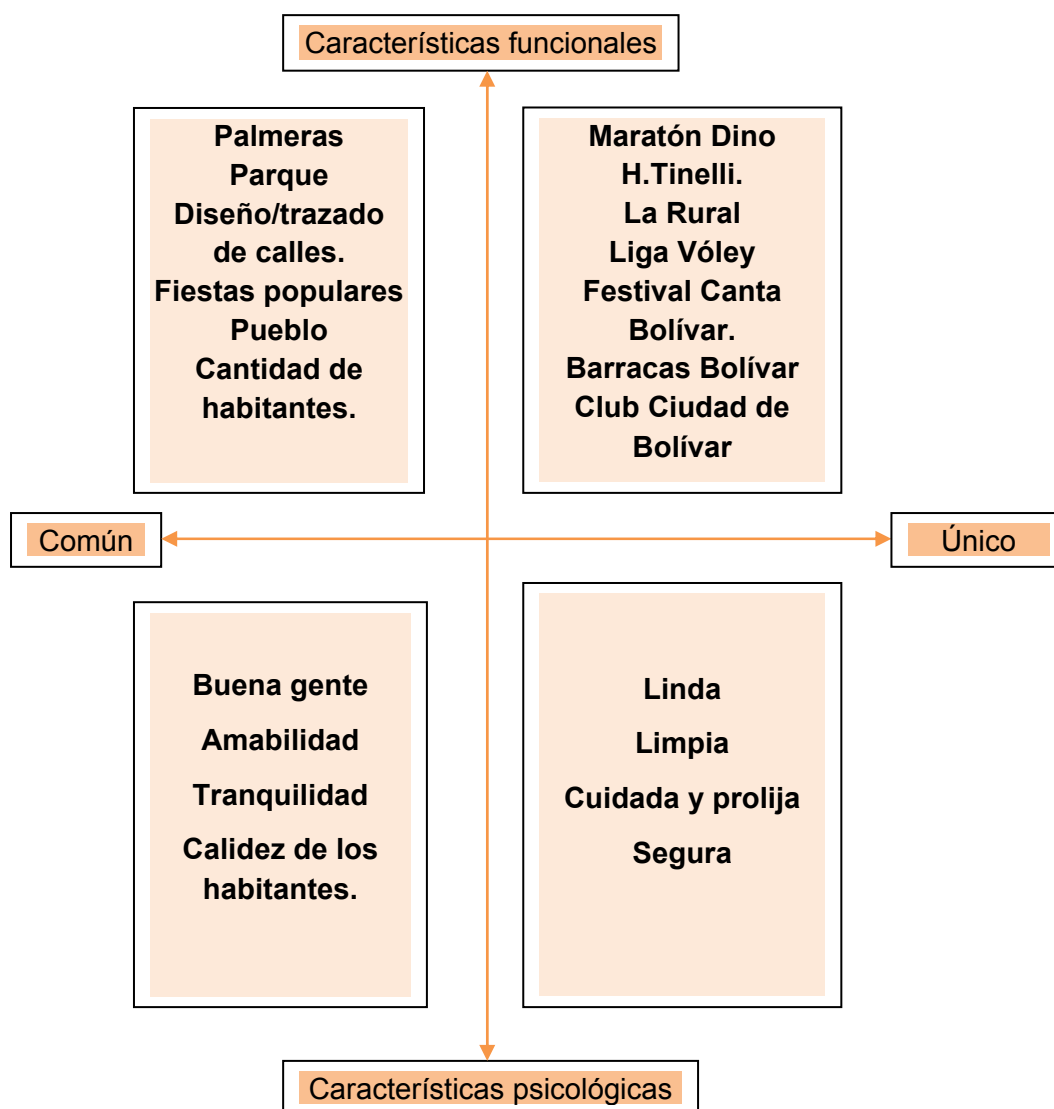 Características funcionales
Palmeras
Parque
Diseño/trazado
de calles.
Fiestas populares
Pueblo
Cantidad de
habitantes.
Maratón Dino
H.Tinelli.
La Rural
Liga Vóley
Festival Canta
Bolívar.
Barracas Bolívar
Club Ciudad de
Bolívar
Común
Único
Buena gente
Amabilidad
Tranquilidad
Calidez de los
habitantes.
Linda
Limpia
Cuidada y prolija
Segura
Características psicológicas